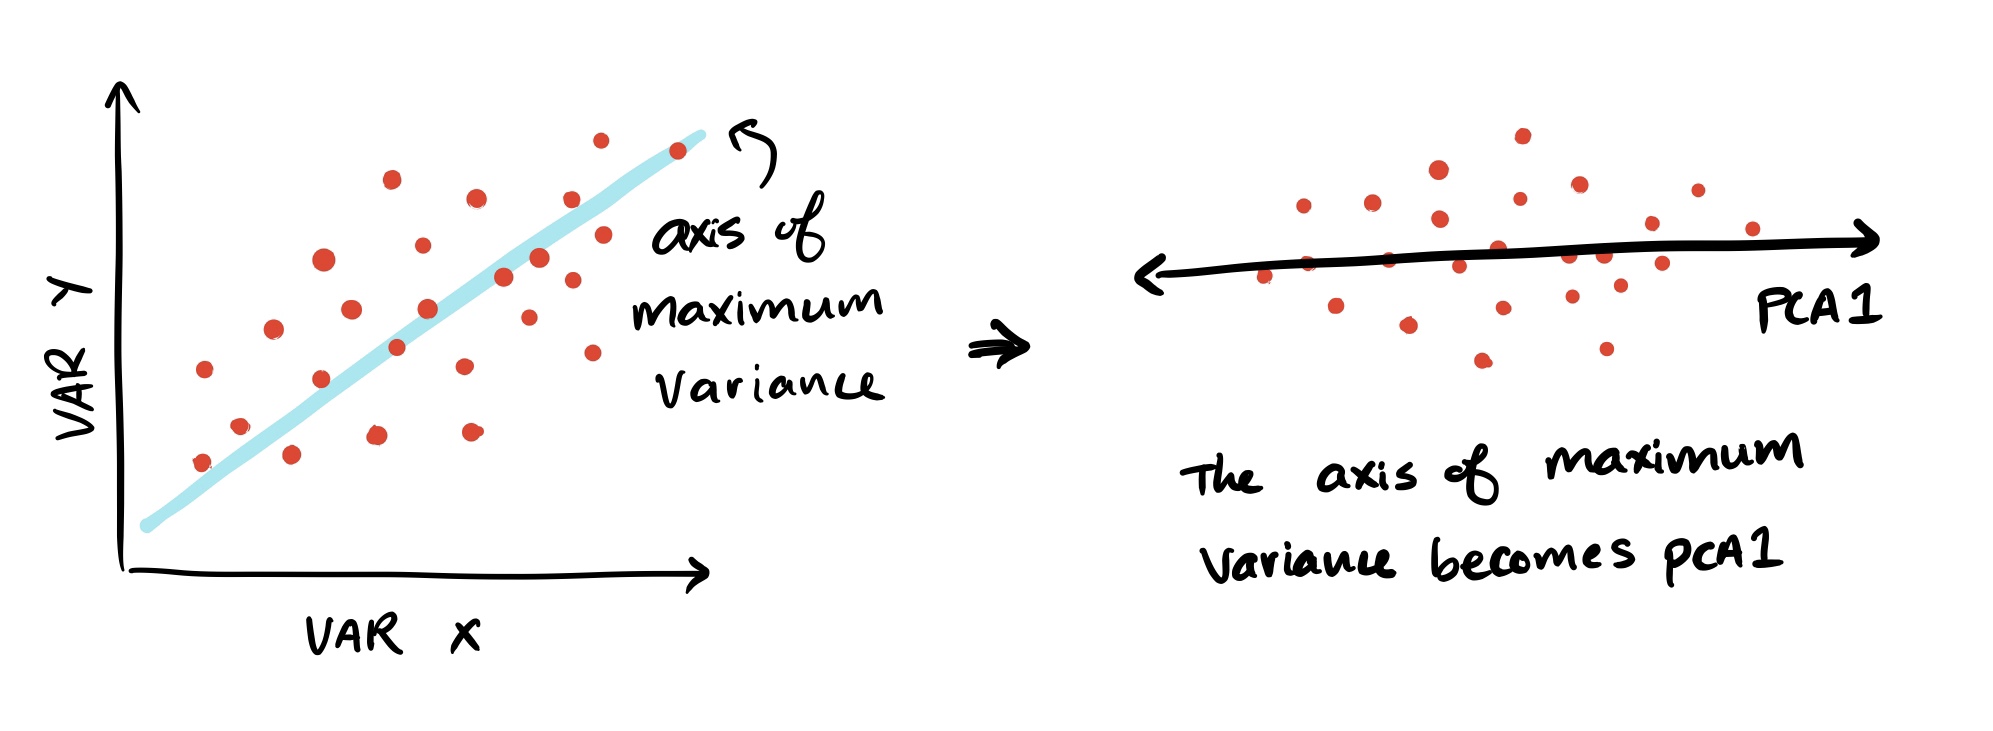 VAR Y
VAR X
axis of
maximum
variance
PCA1
The axis of maximum
variance becomes PCA1